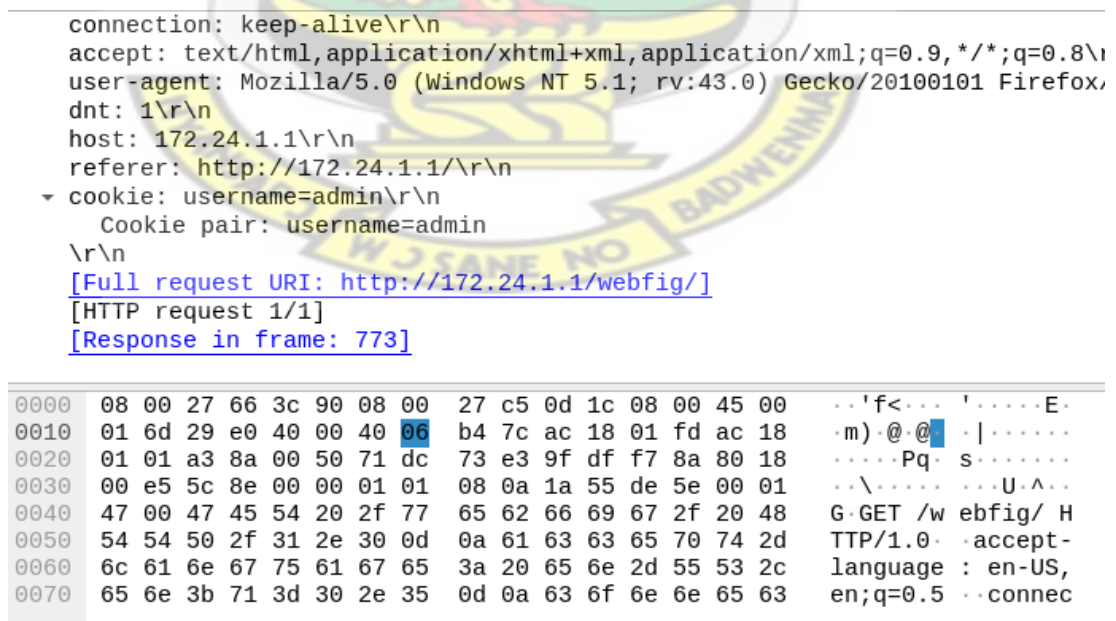 connection: keep-alive\r\n
accept: text/html,application/xhtml+xml,application/xml;q=0.9,*/*;q=0.8\r
user-agent: Mozilla/5.0 (Windows NT 5.1; rv:43.0) Gecko/20100101 Firefox/
dnt: 1\r\n
host: 172.24.1.1\r\n
referer: http://172.24.1.1/\r\n
cookie: username=admin\r\n
Cookie pair: username=admin
\r\n
[Full request URI: http://172.24.1.1/webfig/]
[HTTP request 1/1]
[Response in frame: 773]
W J SANE NO BADWENMA
0000 08 00 27 66 3c 90 08 00 27 c5 0d 1c 08 00 45 00 ··'f<··· '·····E·
0010 01 6d 29 e0 40 00 40 06 b4 7c ac 18 01 fd ac 18 ·m)·@·@· ·|······
0020 01 01 a3 8a 00 50 71 dc 73 e3 9f df f7 8a 80 18 ·····Pq· s·······
0030 00 e5 5c 8e 00 00 01 01 08 0a 1a 55 de 5e 00 01 ··\····· ···U·^··
0040 47 00 47 45 54 20 2f 77 65 62 66 69 67 2f 20 48 G·GET /w ebfig/ H
0050 54 54 50 2f 31 2e 30 0d 0a 61 63 63 65 70 74 2d TTP/1.0· ·accept-
0060 6c 61 6e 67 75 61 67 65 3a 20 65 6e 2d 55 53 2c language : en-US,
0070 65 6e 3b 71 3d 30 2e 35 0d 0a 63 6f 6e 6e 65 63 en;q=0.5 ··connec